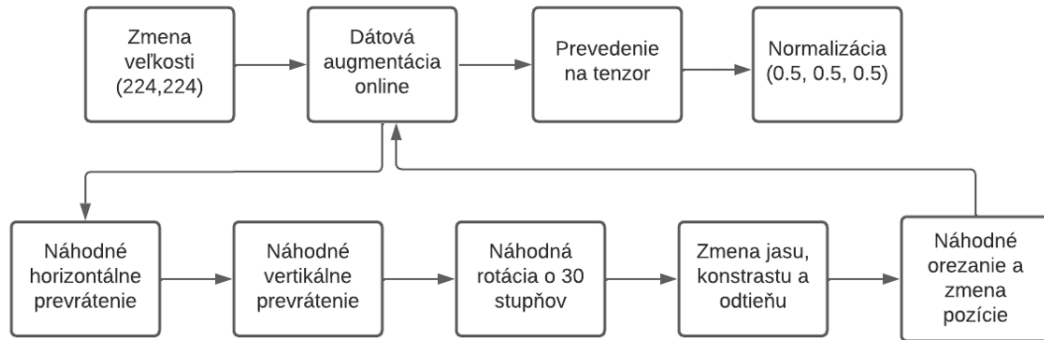 Zmena
veľkosti
(224,224)
Dátová
augmentácia
online
Prevedenie
na tenzor
Normalizácia
(0.5, 0.5, 0.5)
Náhodné
horizontálne
prevrátenie
Náhodné
vertikálne
prevrátenie
Náhodná
rotácia o 30
stupňov
Zmena jasu,
konstrastu a
odtieňu
Náhodné
orezanie a
zmena
pozície